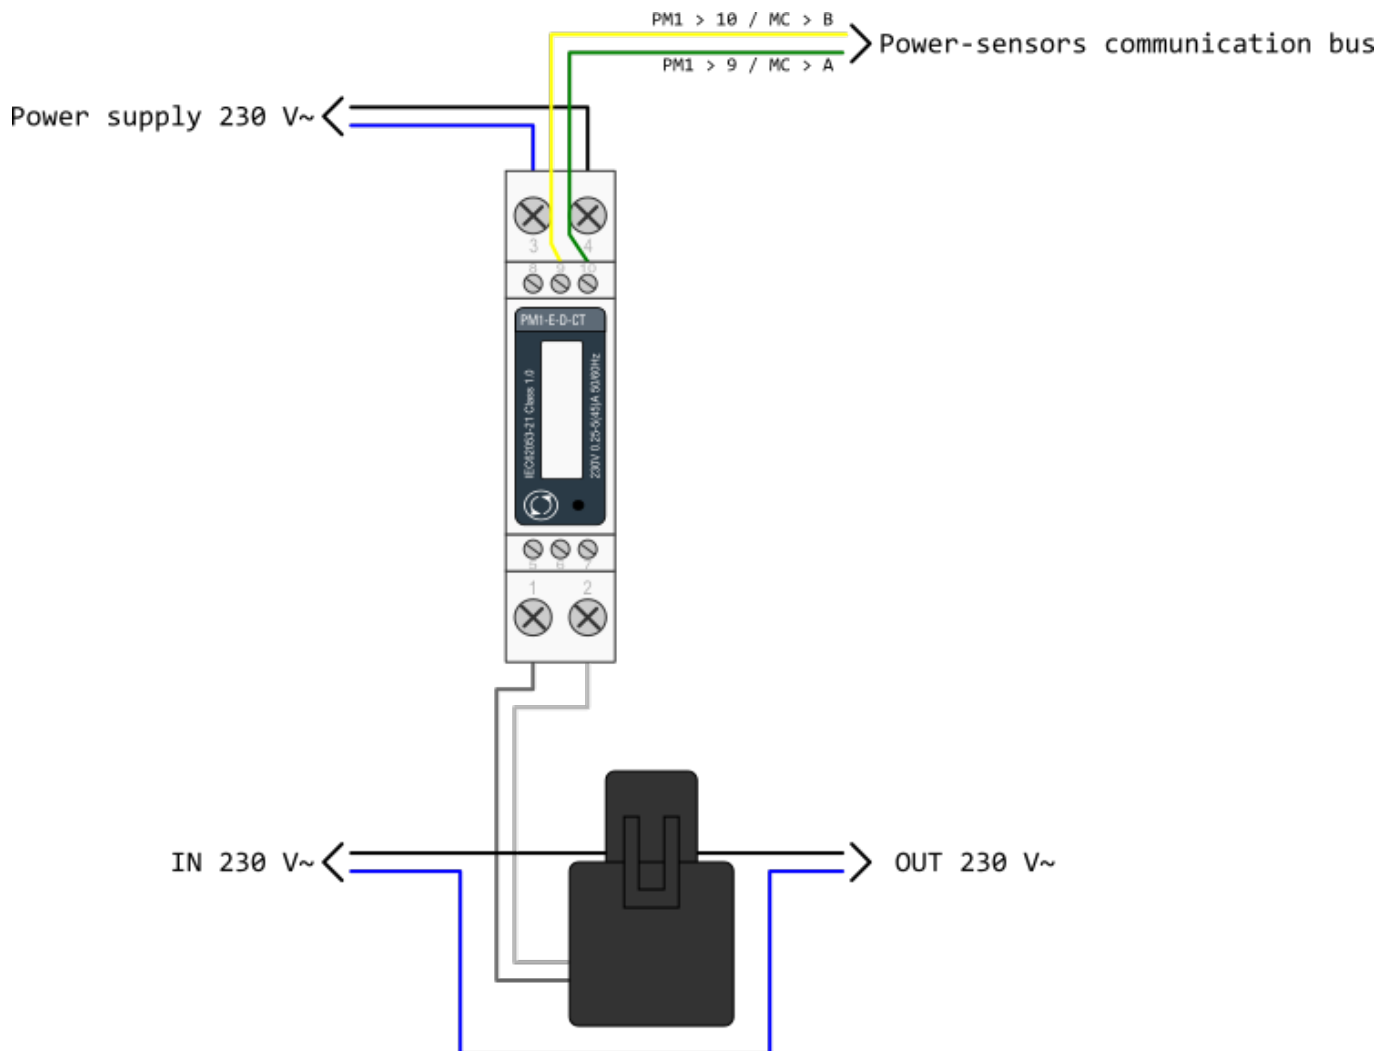 PM1 > 10 / MC > B
Power-sensors communication bus
PM1 > 9 / MC > A
Power supply 230 V~
3
4
8
9
10
PM1-E-D-CT
IEC62053-21 Class 1.0
230V 0.25-5(45)A 50/60Hz
5
6
7
1
2
IN 230 V~
OUT 230 V~